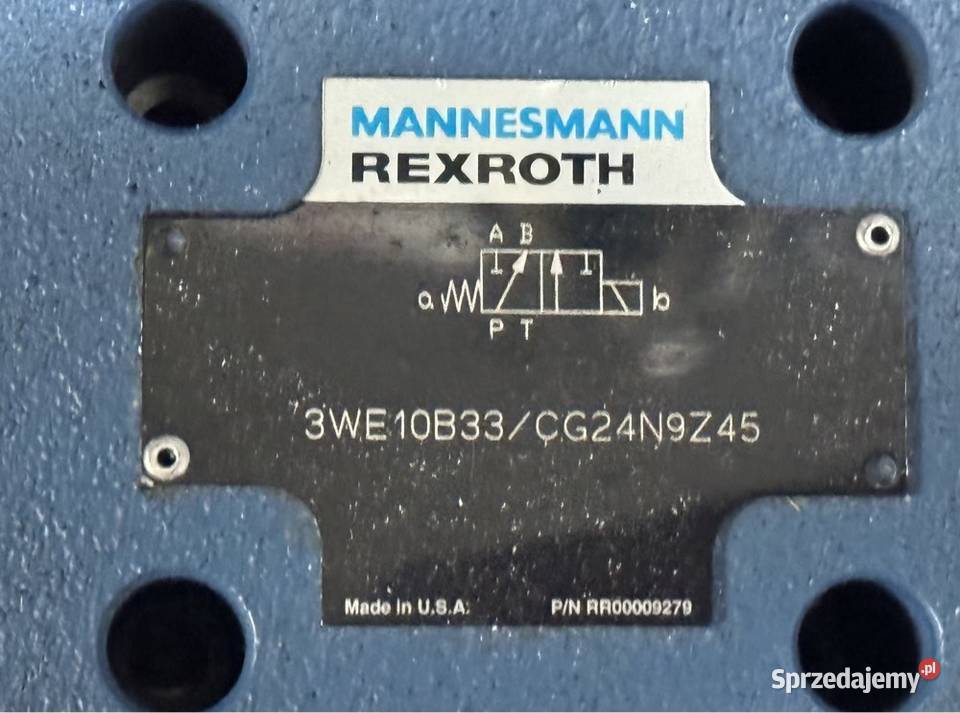 MANNESMANN
REXROTH
A B
a b
P T
3WE10B33/CG24N9Z45
Made in U.S.A. P/N RR00009279
Sprzedajemy.pl